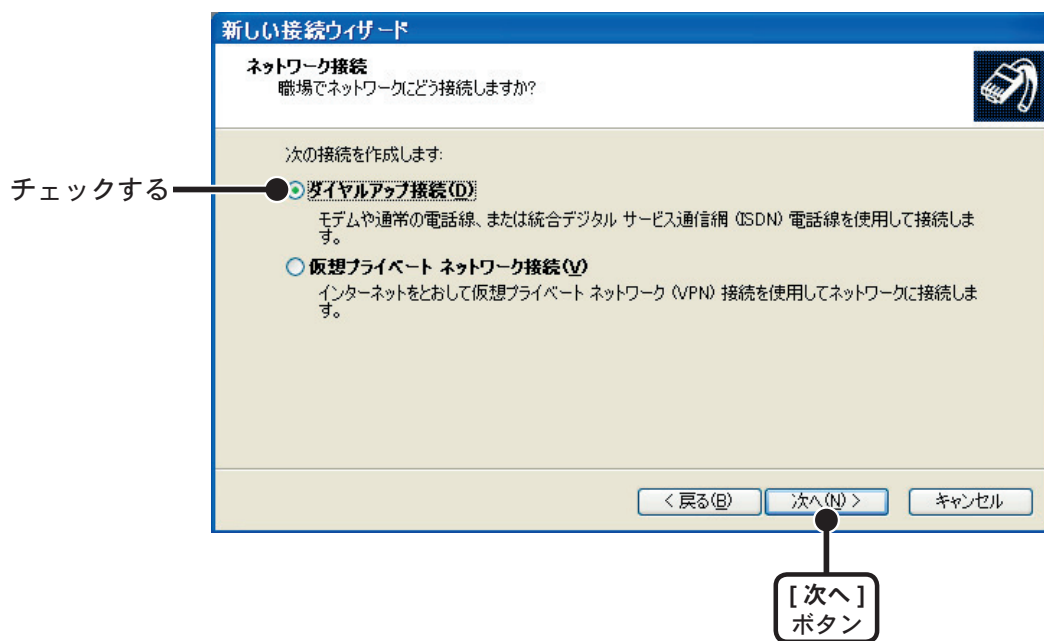 新しい接続ウィザード
ネットワーク接続
職場でネットワークにどう接続しますか?
次の接続を作成します:
チェックする
ダイヤルアップ接続(D)
モデムや通常の電話線、または統合デジタル サービス通信網 (ISDN) 電話線を使用して接続しま
す。
仮想プライベート ネットワーク接続(V)
インターネットをとおして仮想プライベート ネットワーク (VPN) 接続を使用してネットワークに接続しま
す。
< 戻る(B)
次へ(N) >
キャンセル
[ 次へ ]
ボタン